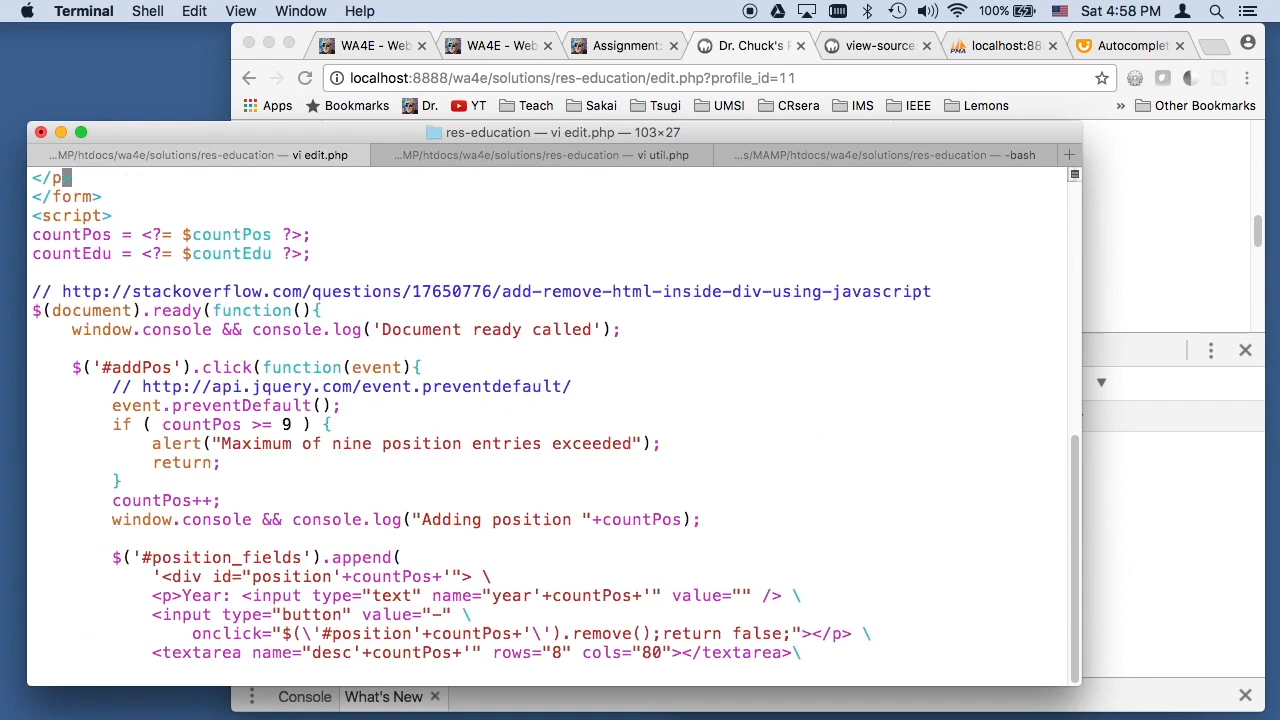 Terminal Shell Edit View Window Help 100% Sat 4:58 PM
WA4E - Web WA4E - Web Assignment: Dr. Chuck's view-source localhost:88 Autocomplet
localhost:8888/wa4e/solutions/res-education/edit.php?profile_id=11
Apps Bookmarks Dr. YT Teach Sakai Tsugi UMSI CRsera IMS IEEE Lemons » Other Bookmarks
res-education — vi edit.php — 103×27
...MP/htdocs/wa4e/solutions/res-education — vi edit.php ...MP/htdocs/wa4e/solutions/res-education — vi util.php ...s/MAMP/htdocs/wa4e/solutions/res-education — -bash
</p>
</form>
<script>
countPos = <?= $countPos ?>;
countEdu = <?= $countEdu ?>;
// http://stackoverflow.com/questions/17650776/add-remove-html-inside-div-using-javascript
$(document).ready(function(){
window.console && console.log('Document ready called');
$('#addPos').click(function(event){
// http://api.jquery.com/event.preventdefault/
event.preventDefault();
if ( countPos >= 9 ) {
alert("Maximum of nine position entries exceeded");
return;
}
countPos++;
window.console && console.log("Adding position "+countPos);
$('#position_fields').append(
'<div id="position'+countPos+'"> \
<p>Year: <input type="text" name="year'+countPos+'" value="" /> \
<input type="button" value="-" \
onclick="$(\'#position'+countPos+'\').remove();return false;"></p> \
<textarea name="desc'+countPos+'" rows="8" cols="80"></textarea>\
Console What's New